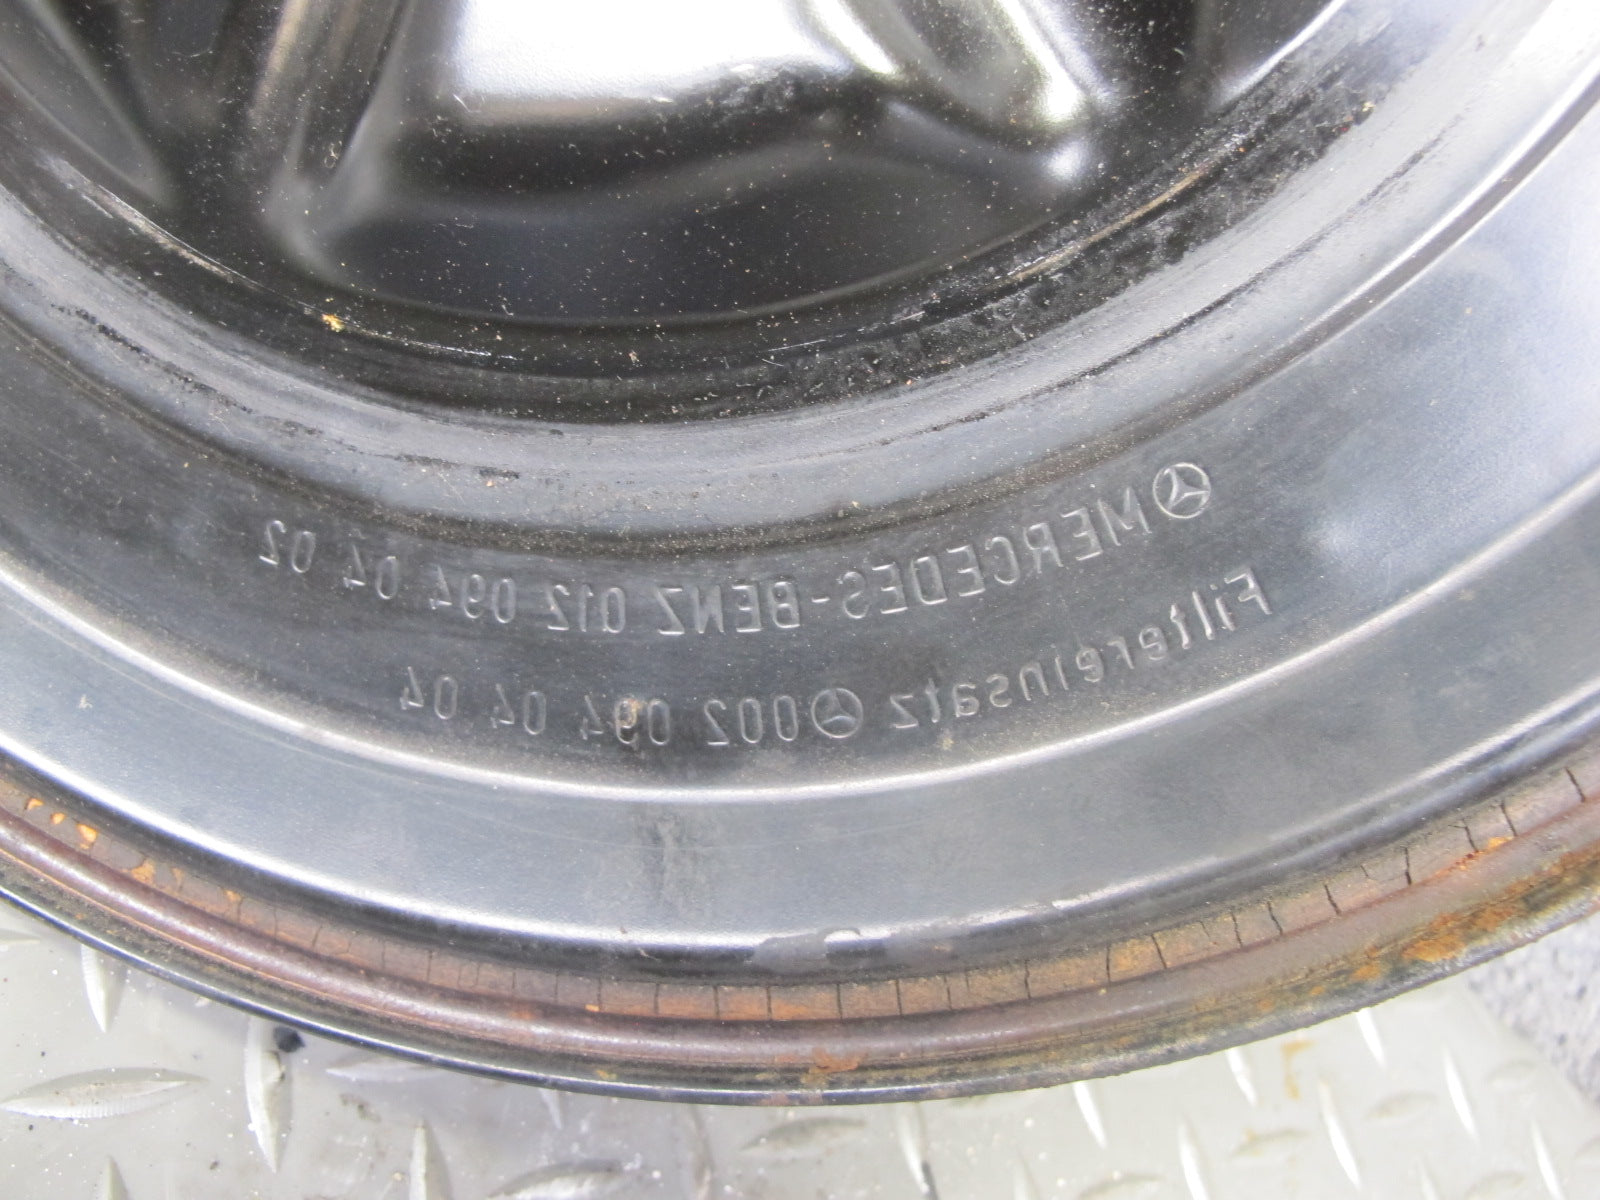 MERCEDES-BENZ 012 094 04 02
Filtereinsatz 002 094 04 04